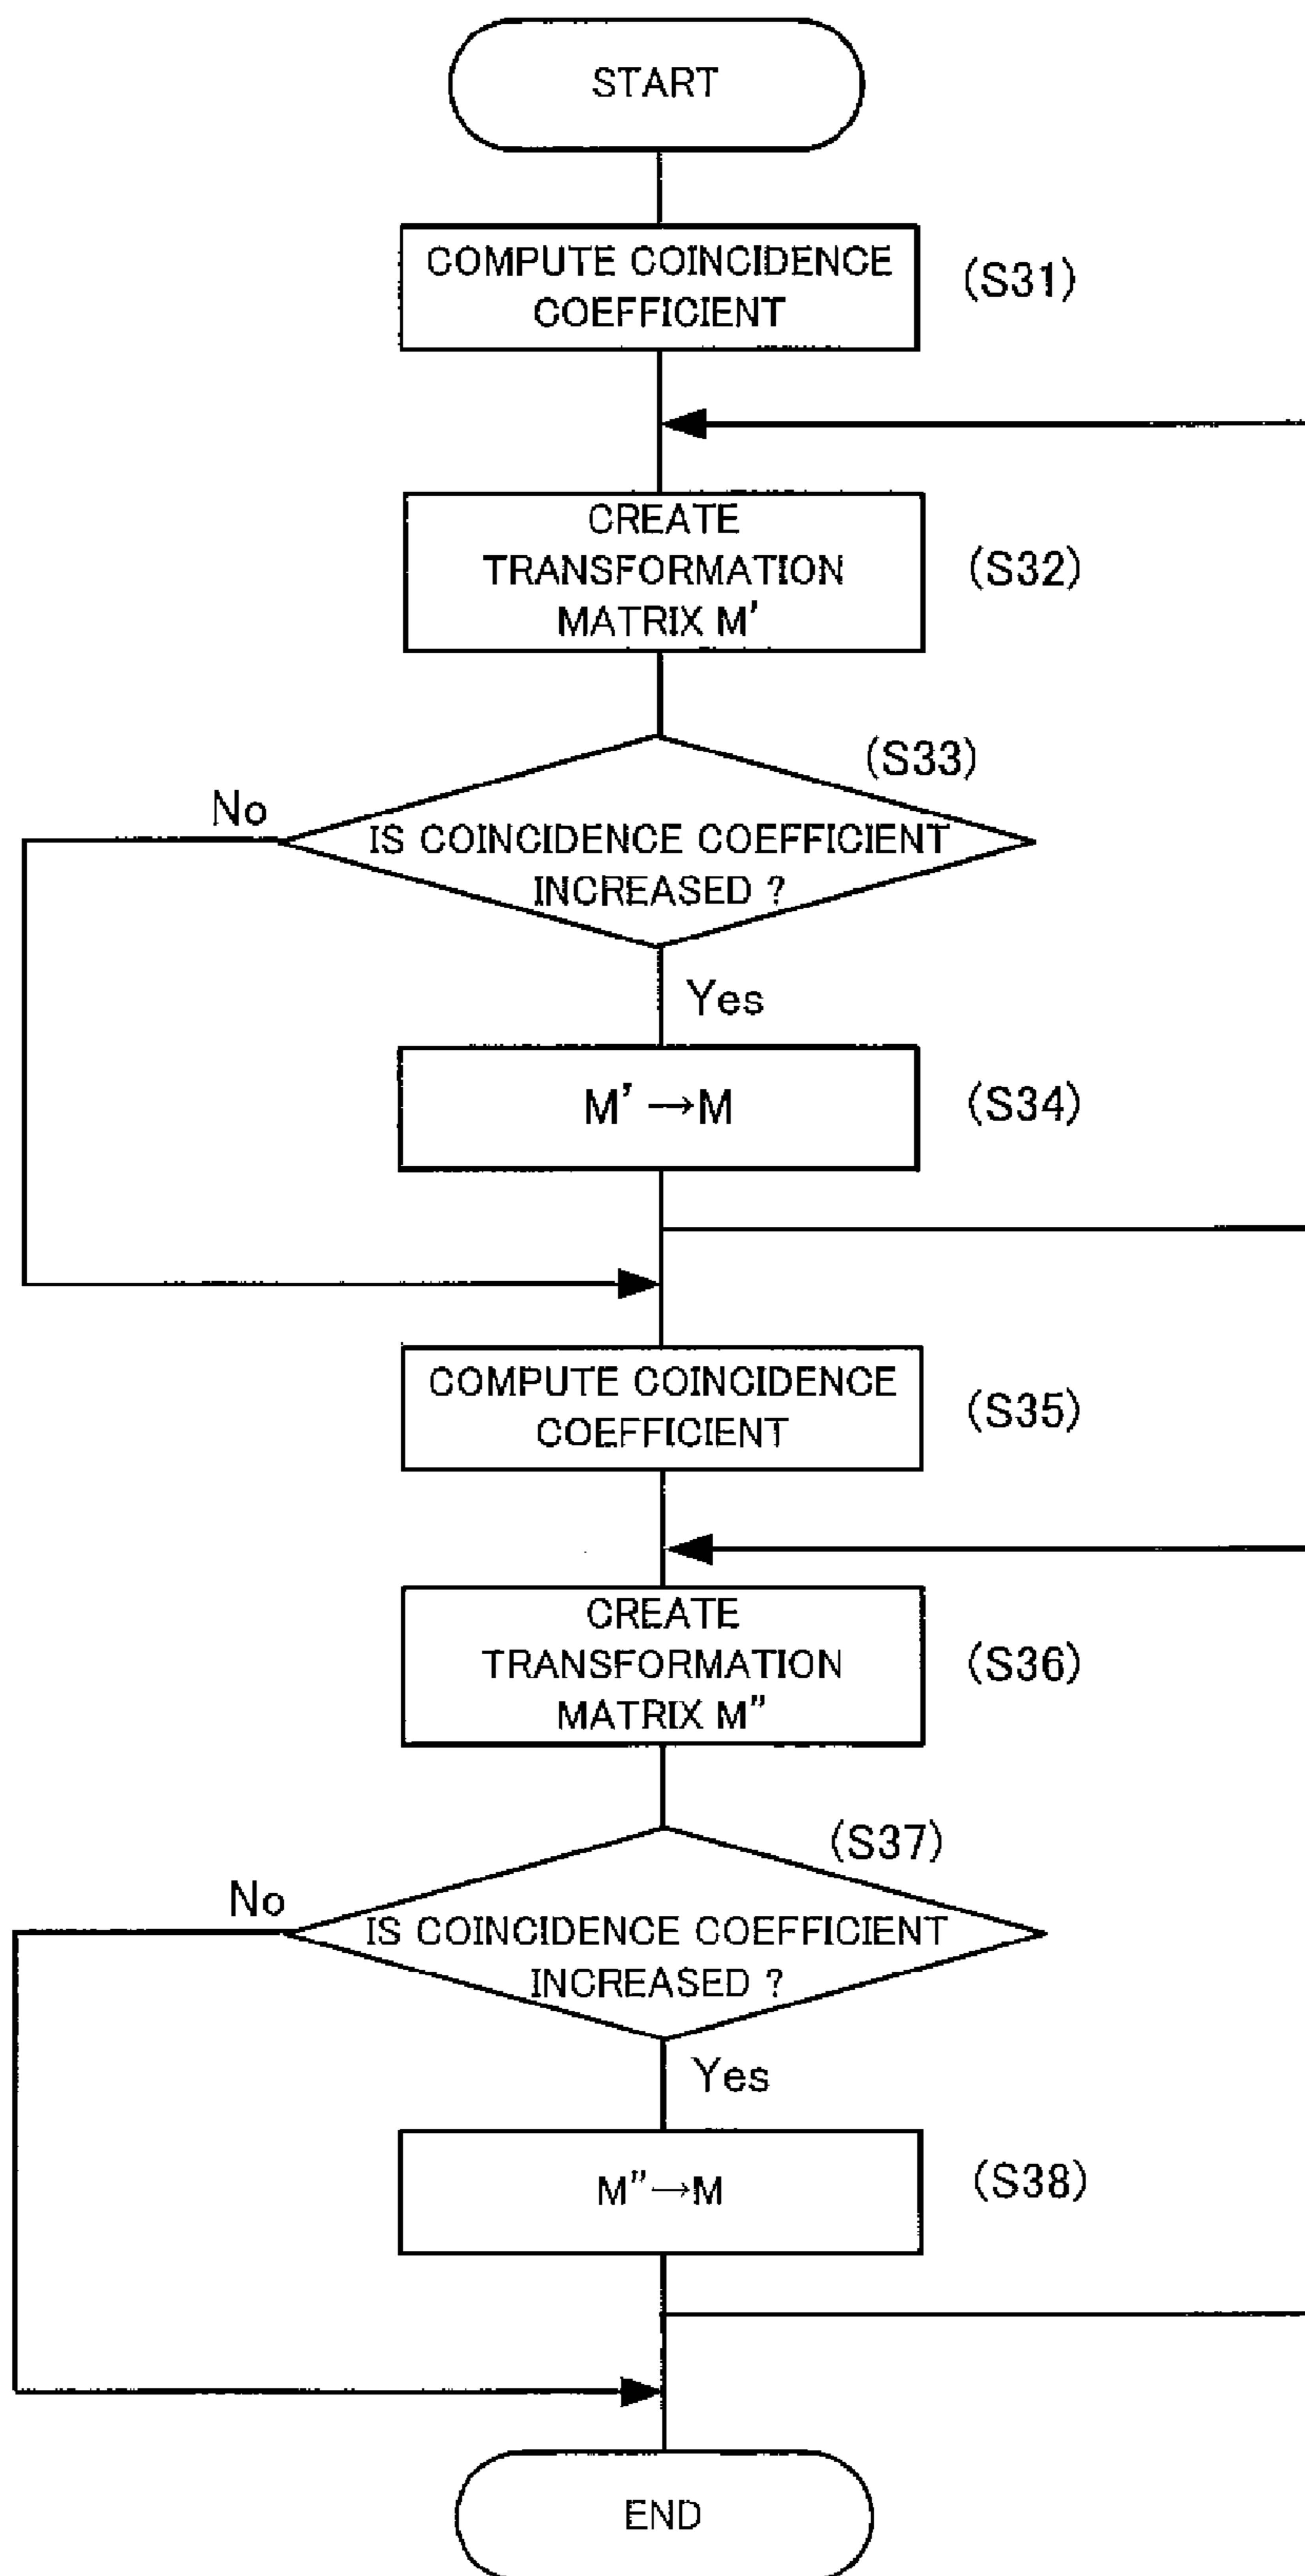 START
COMPUTE COINCIDENCE
COEFFICIENT
(S31)
CREATE
TRANSFORMATION
MATRIX M'
(S32)
(S33)
No
IS COINCIDENCE COEFFICIENT
INCREASED ?
Yes
M' →M
(S34)
COMPUTE COINCIDENCE
COEFFICIENT
(S35)
CREATE
TRANSFORMATION
MATRIX M"
(S36)
(S37)
No
IS COINCIDENCE COEFFICIENT
INCREASED ?
Yes
M"→M
(S38)
END